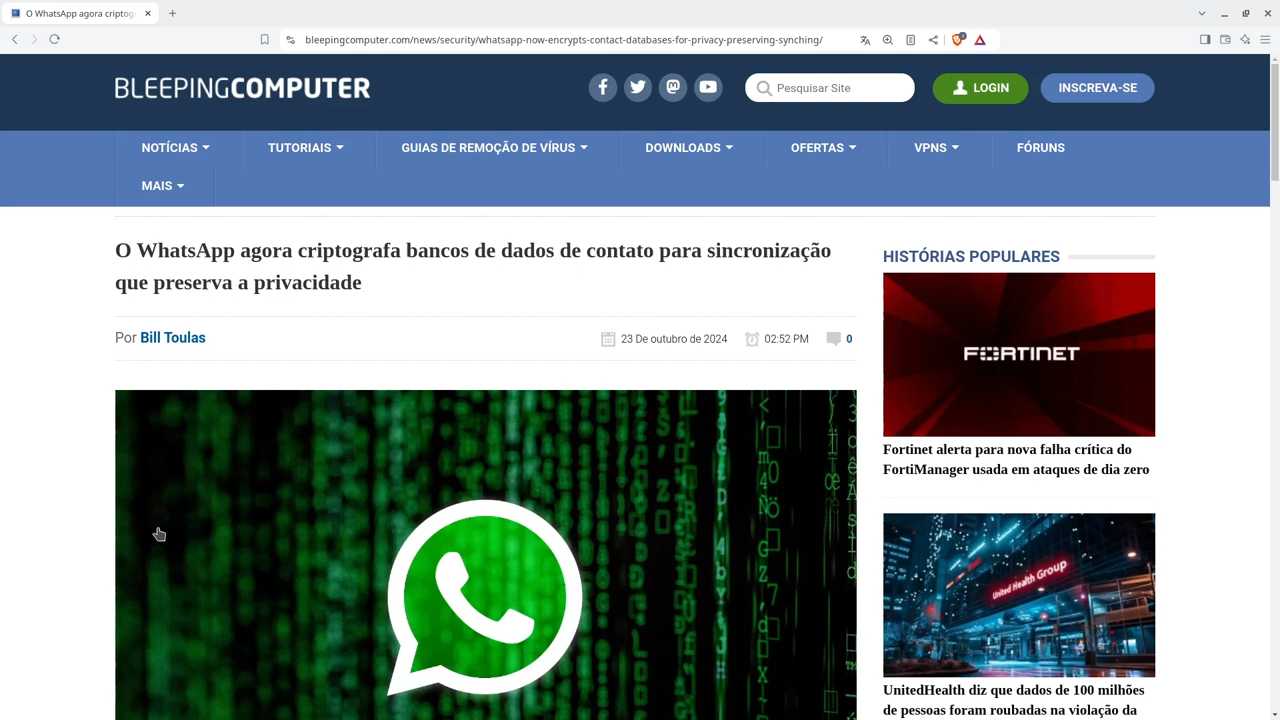 O WhatsApp agora criptog
bleepingcomputer.com/news/security/whatsapp-now-encrypts-contact-databases-for-privacy-preserving-synching/
BLEEPINGCOMPUTER
Pesquisar Site
LOGIN
INSCREVA-SE
NOTÍCIAS
TUTORIAIS
GUIAS DE REMOÇÃO DE VÍRUS
DOWNLOADS
OFERTAS
VPNS
FÓRUNS
MAIS
O WhatsApp agora criptografa bancos de dados de contato para sincronização
que preserva a privacidade
Por Bill Toulas
23 De outubro de 2024
02:52 PM
0
HISTÓRIAS POPULARES
FORTINET
Fortinet alerta para nova falha crítica do
FortiManager usada em ataques de dia zero
United Health Group
UnitedHealth diz que dados de 100 milhões
de pessoas foram roubadas na violação da